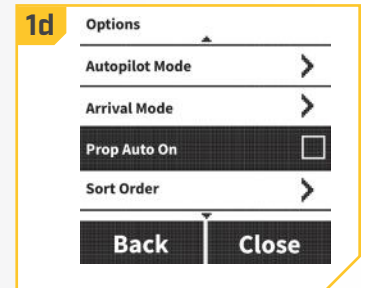 1d
Options
Autopilot Mode
Arrival Mode
Prop Auto On
Sort Order
Back Close